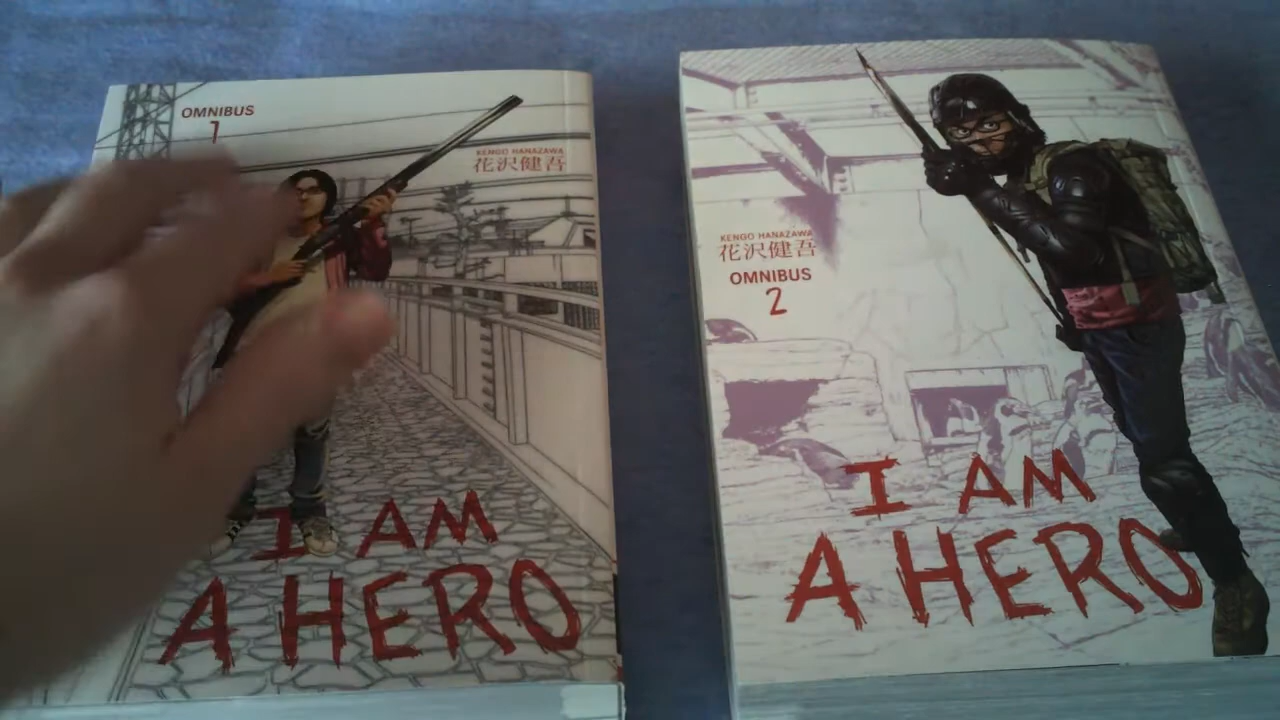 OMNIBUS
1
KENGO HANAZAWA
花沢健吾
I AM
A HERO
KENGO HANAZAWA
花沢健吾
OMNIBUS
2
I AM
A HERO